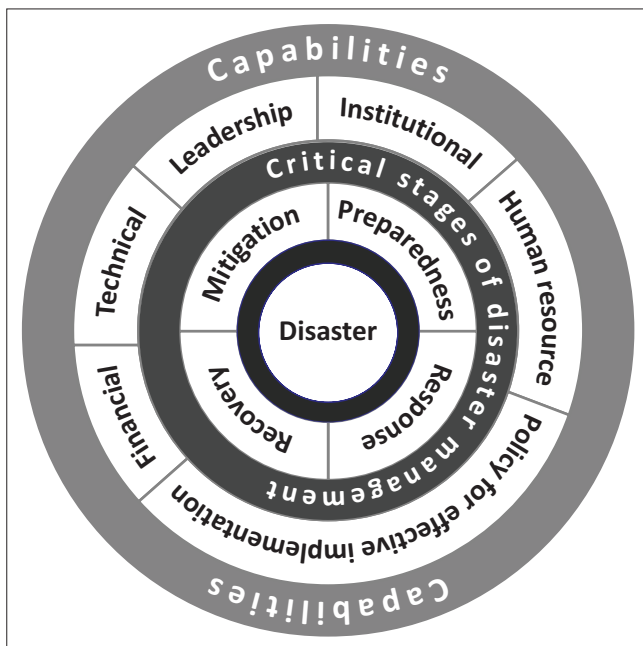 Capabilities
Leadership
Institutional
Technical
Human resource
Financial
Policy for effective implementation
Critical stages of disaster management
Mitigation
Preparedness
Recovery
Response
Disaster
Capabilities